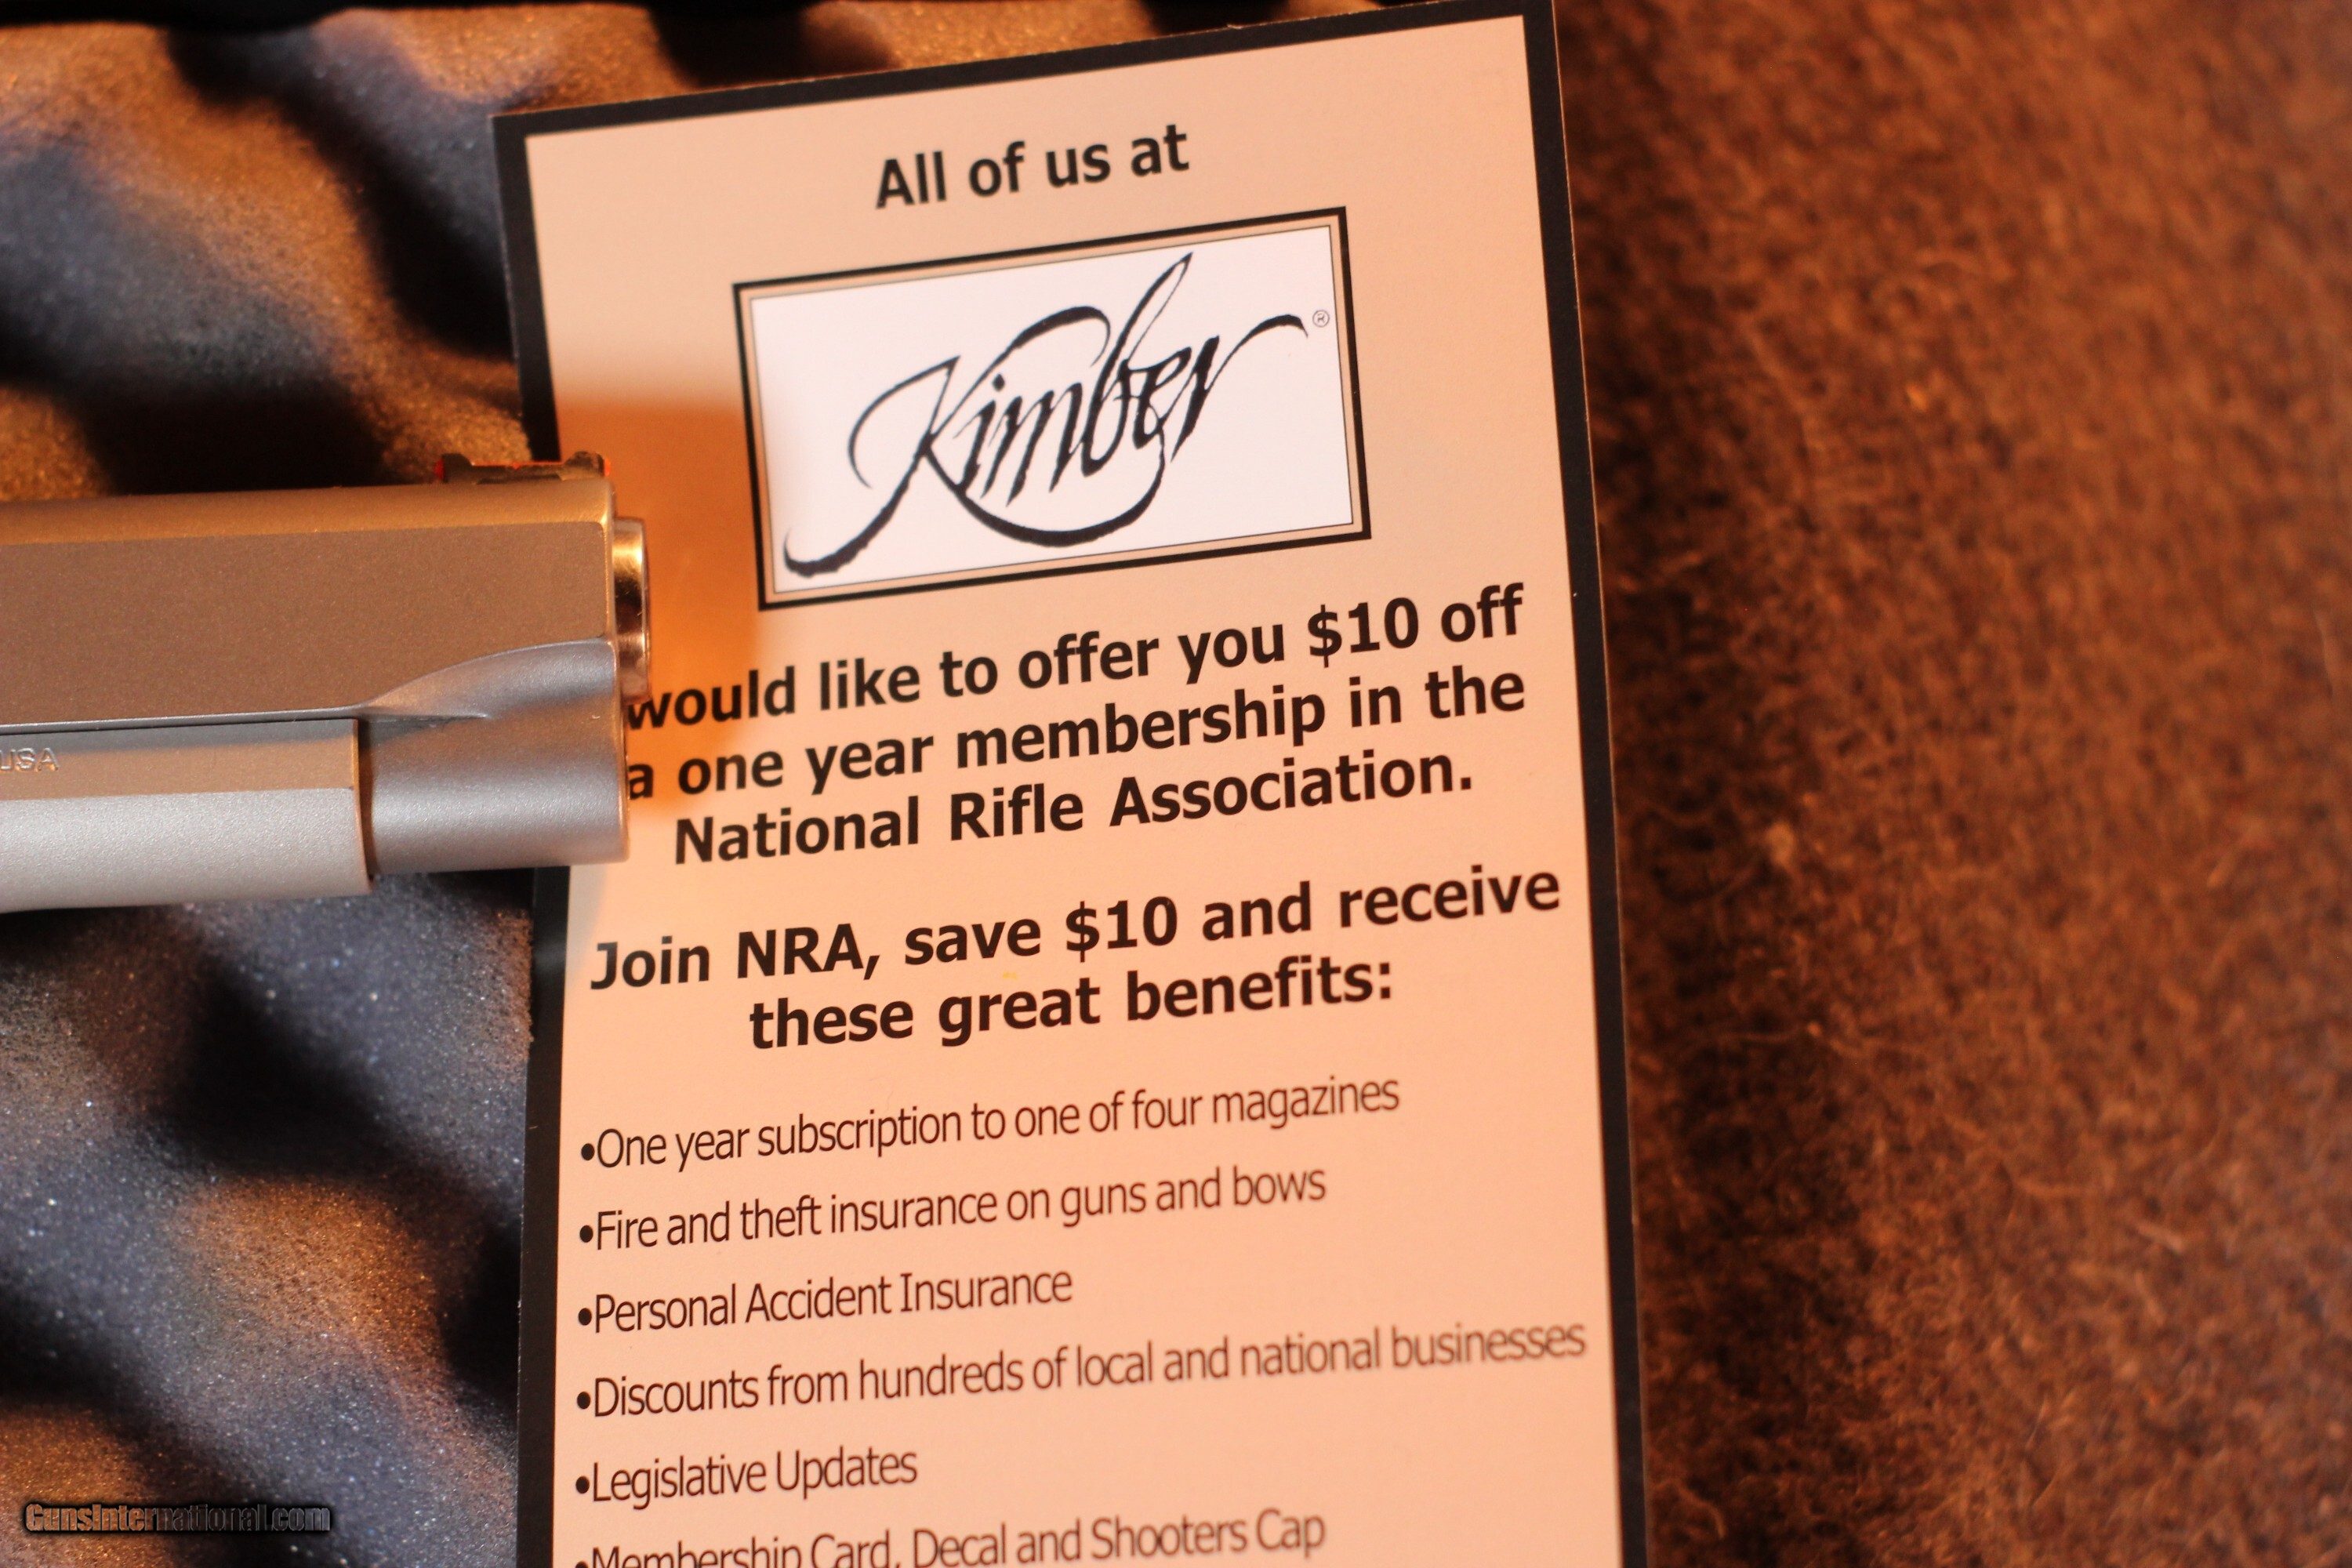 All of us at
Kimber®
would like to offer you $10 off
a one year membership in the
National Rifle Association.
Join NRA, save $10 and receive
these great benefits:
•One year subscription to one of four magazines
•Fire and theft insurance on guns and bows
•Personal Accident Insurance
•Discounts from hundreds of local and national businesses
•Legislative Updates
•Membership Card, Decal and Shooters Cap
USA
GunsInternational.com